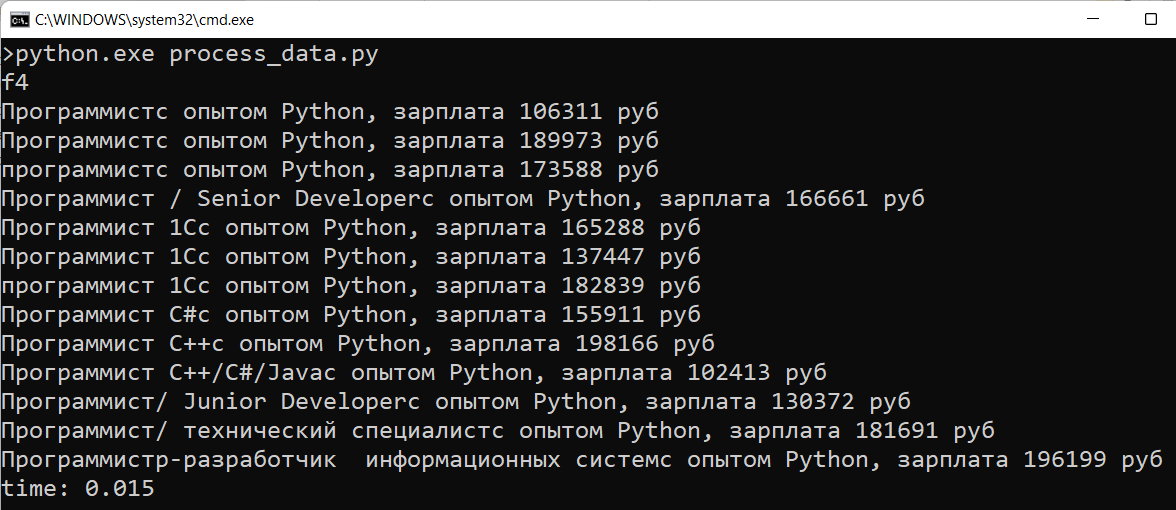 C:\WINDOWS\system32\cmd.exe
>python.exe process_data.py
f4
Программистс опытом Python, зарплата 106311 руб
Программистс опытом Python, зарплата 189973 руб
программистс опытом Python, зарплата 173588 руб
Программист / Senior Developerс опытом Python, зарплата 166661 руб
Программист 1Сс опытом Python, зарплата 165288 руб
Программист 1Сс опытом Python, зарплата 137447 руб
программист 1Сс опытом Python, зарплата 182839 руб
Программист C#с опытом Python, зарплата 155911 руб
Программист C++с опытом Python, зарплата 198166 руб
Программист C++/C#/Javaс опытом Python, зарплата 102413 руб
Программист/ Junior Developerс опытом Python, зарплата 130372 руб
Программист/ технический специалистс опытом Python, зарплата 181691 руб
Программистр-разработчик  информационных системс опытом Python, зарплата 196199 руб
time: 0.015